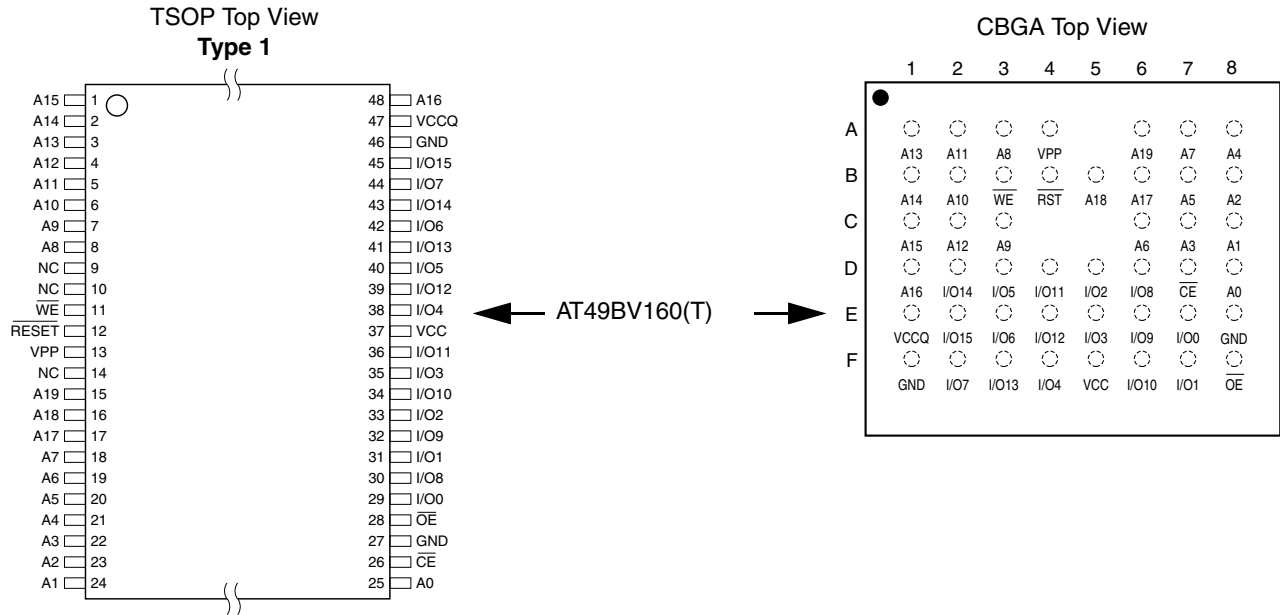 TSOP Top View
Type 1
A15 1 48 A16
A14 2 47 VCCQ
A13 3 46 GND
A12 4 45 I/O15
A11 5 44 I/O7
A10 6 43 I/O14
A9 7 42 I/O6
A8 8 41 I/O13
NC 9 40 I/O5
NC 10 39 I/O12
WE 11 38 I/O4
RESET 12 37 VCC
VPP 13 36 I/O11
NC 14 35 I/O3
A19 15 34 I/O10
A18 16 33 I/O2
A17 17 32 I/O9
A7 18 31 I/O1
A6 19 30 I/O8
A5 20 29 I/O0
A4 21 28 OE
A3 22 27 GND
A2 23 26 CE
A1 24 25 A0
AT49BV160(T)
CBGA Top View
1 2 3 4 5 6 7 8
A
A13 A11 A8 VPP A19 A7 A4
B
A14 A10 WE RST A18 A17 A5 A2
C
A15 A12 A9 A6 A3 A1
D
A16 I/O14 I/O5 I/O11 I/O2 I/O8 CE A0
E
VCCQ I/O15 I/O6 I/O12 I/O3 I/O9 I/O0 GND
F
GND I/O7 I/O13 I/O4 VCC I/O10 I/O1 OE